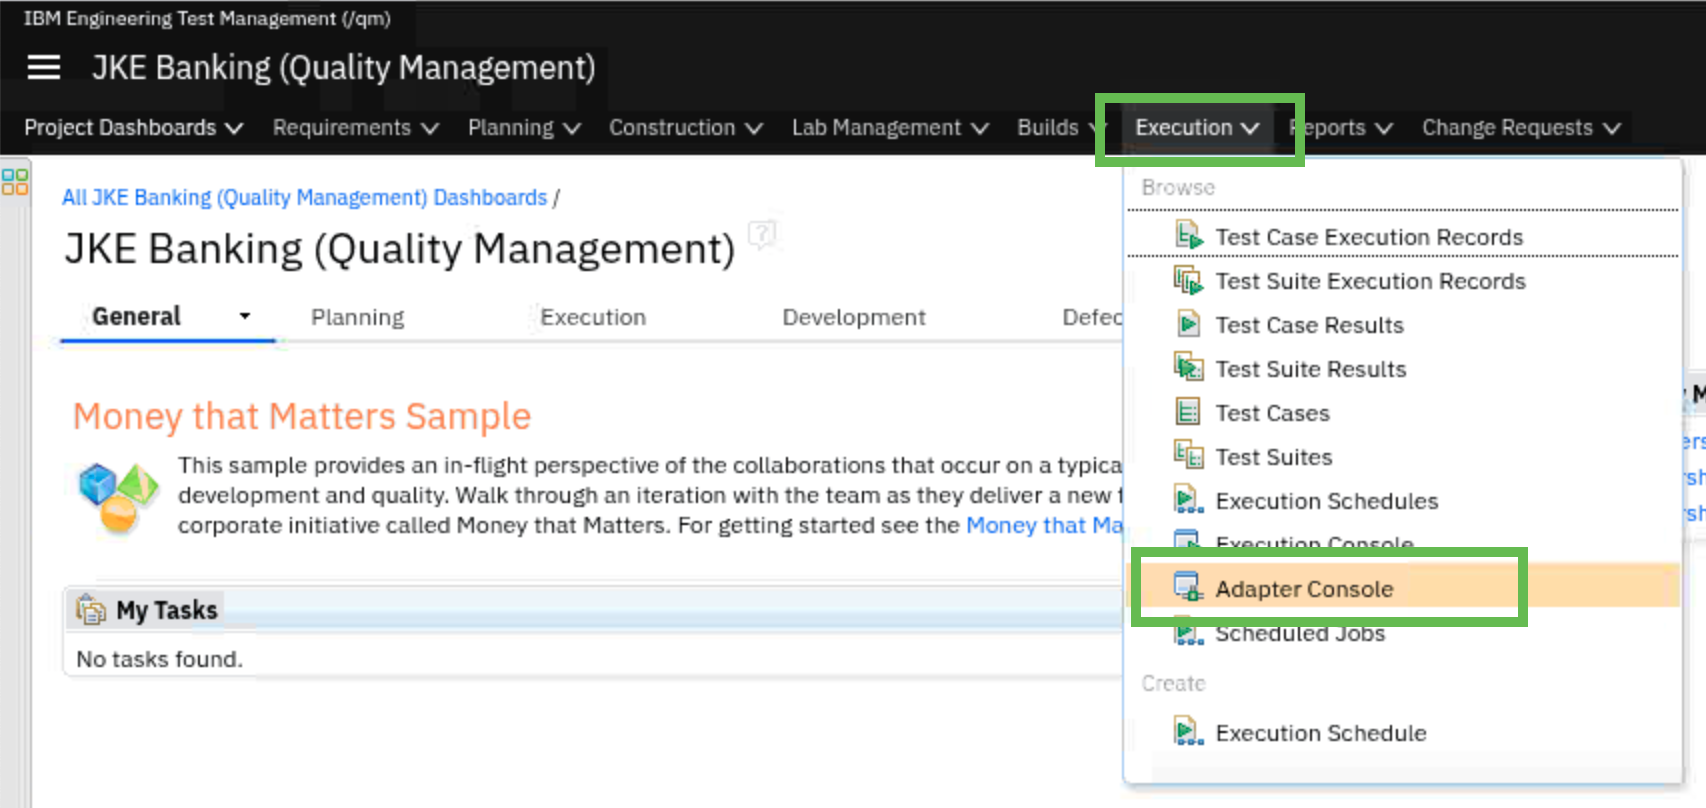 IBM Engineering Test Management (/qm)
JKE Banking (Quality Management)
Project Dashboards Requirements Planning Construction Lab Management Builds Execution Reports Change Requests
All JKE Banking (Quality Management) Dashboards /
JKE Banking (Quality Management)
General Planning Execution Development Defec
Money that Matters Sample
This sample provides an in-flight perspective of the collaborations that occur on a typica
development and quality. Walk through an iteration with the team as they deliver a new
corporate initiative called Money that Matters. For getting started see the Money that Ma
My Tasks
No tasks found.
Browse
Test Case Execution Records
Test Suite Execution Records
Test Case Results
Test Suite Results
Test Cases
Test Suites
Execution Schedules
Execution Console
Adapter Console
Scheduled Jobs
Create
Execution Schedule